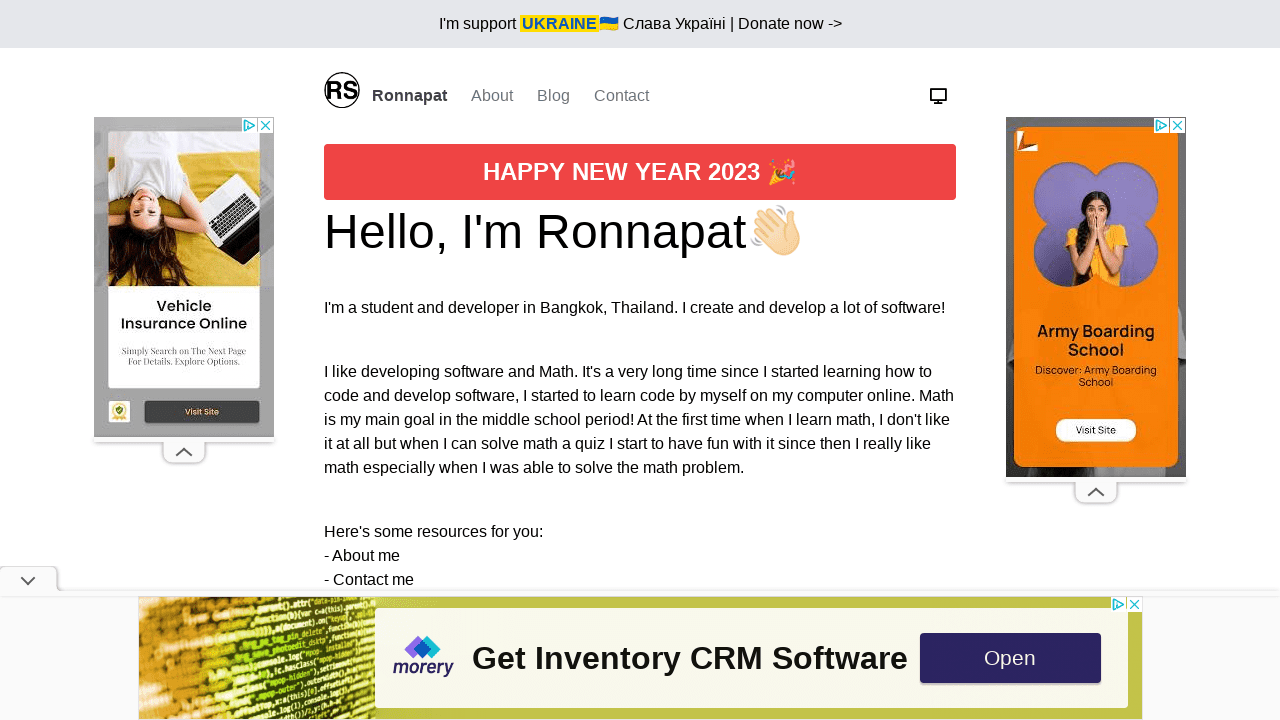 I'm support UKRAINE🇺🇦 Слава Україні | Donate now ->
RS
Ronnapat About Blog Contact
HAPPY NEW YEAR 2023 🎉
Hello, I'm Ronnapat👋🏻
I'm a student and developer in Bangkok, Thailand. I create and develop a lot of software!
I like developing software and Math. It's a very long time since I started learning how to
code and develop software, I started to learn code by myself on my computer online. Math
is my main goal in the middle school period! At the first time when I learn math, I don't like
it at all but when I can solve math a quiz I start to have fun with it since then I really like
math especially when I was able to solve the math problem.
Here's some resources for you:
- About me
- Contact me
Vehicle
Insurance Online
Simply Search on The Next Page
For Details. Explore Options.
Visit Site
Army Boarding
School
Discover: Army Boarding
School
Visit Site
morery
Get Inventory CRM Software
Open